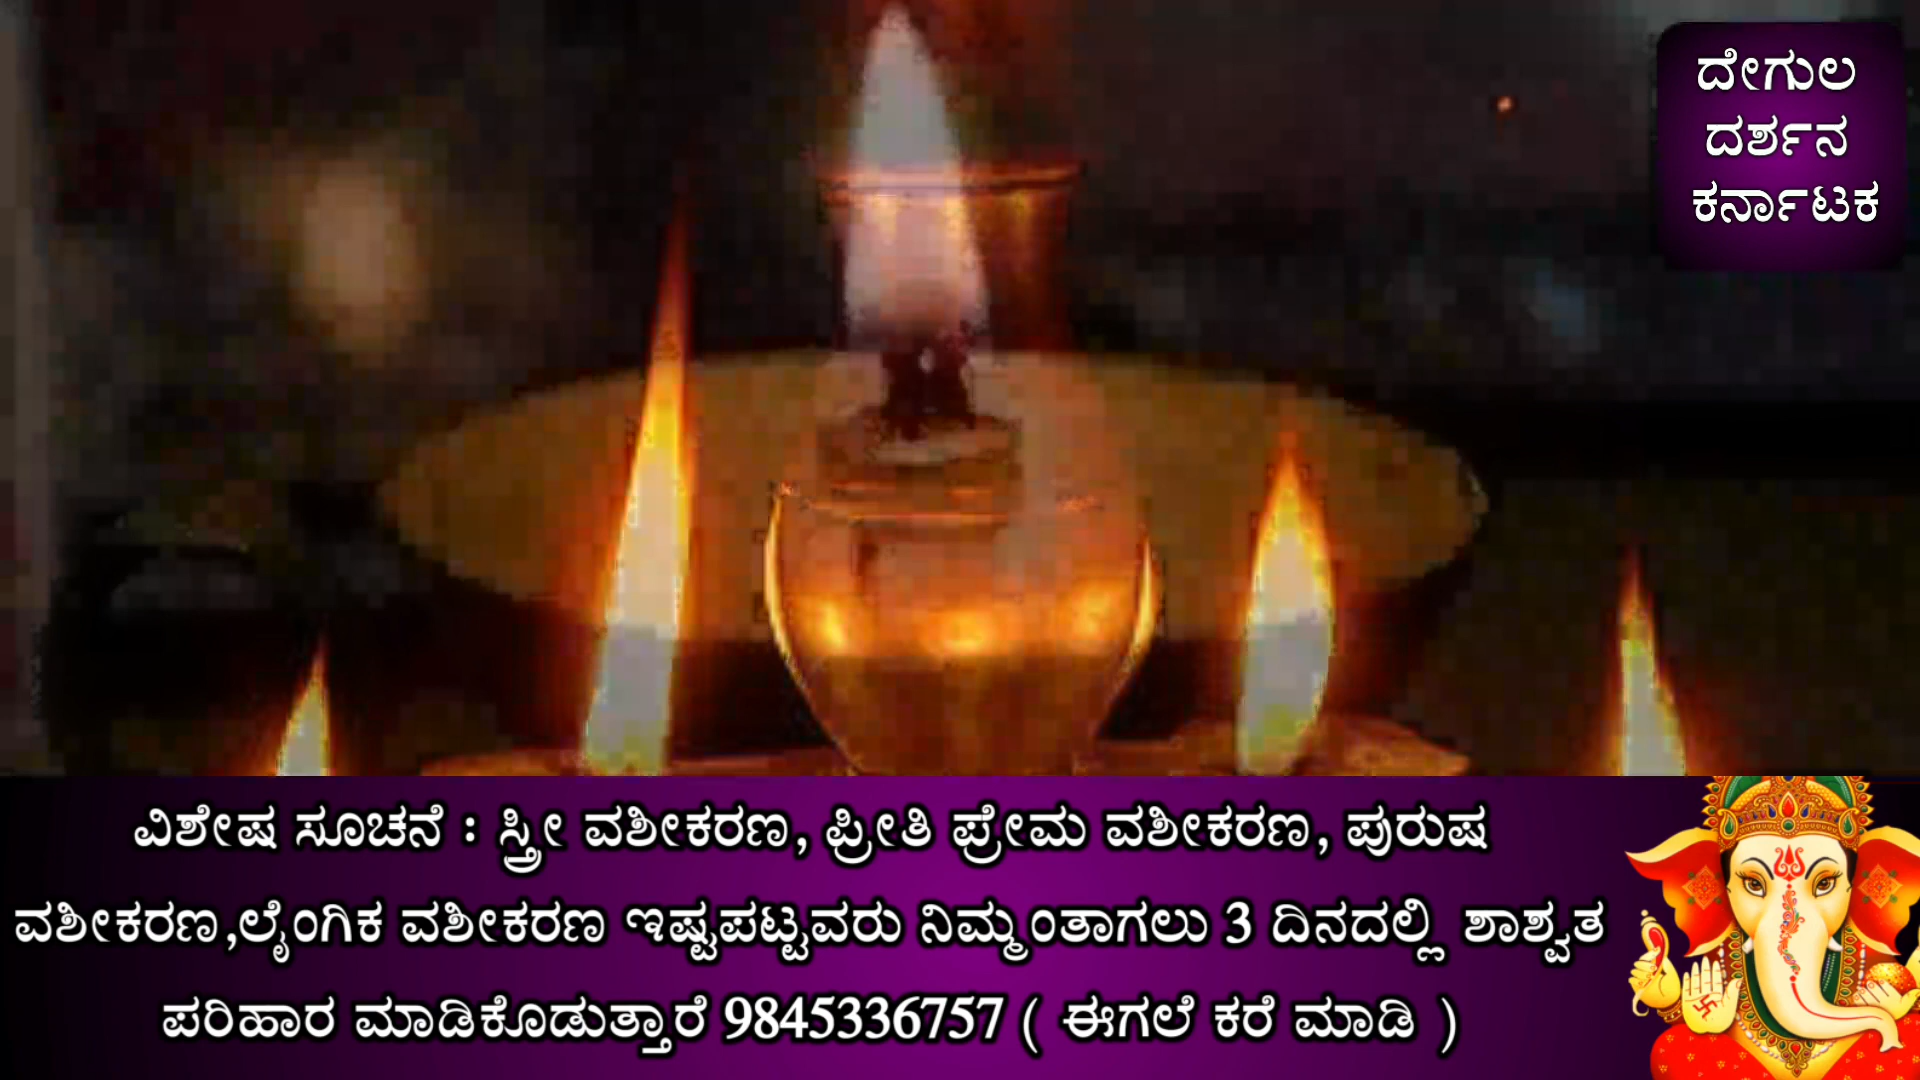 ದೇಗುಲ
ದರ್ಶನ
ಕರ್ನಾಟಕ
ವಿಶೇಷ ಸೂಚನೆ : ಸ್ತ್ರೀ ವಶೀಕರಣ, ಪ್ರೀತಿ ಪ್ರೇಮ ವಶೀಕರಣ, ಪುರುಷ
ವಶೀಕರಣ,ಲೈಂಗಿಕ ವಶೀಕರಣ ಇಷ್ಟಪಟ್ಟವರು ನಿಮ್ಮಂತಾಗಲು 3 ದಿನದಲ್ಲಿ ಶಾಶ್ವತ
ಪರಿಹಾರ ಮಾಡಿಕೊಡುತ್ತಾರೆ 9845336757 ( ಈಗಲೆ ಕರೆ ಮಾಡಿ )